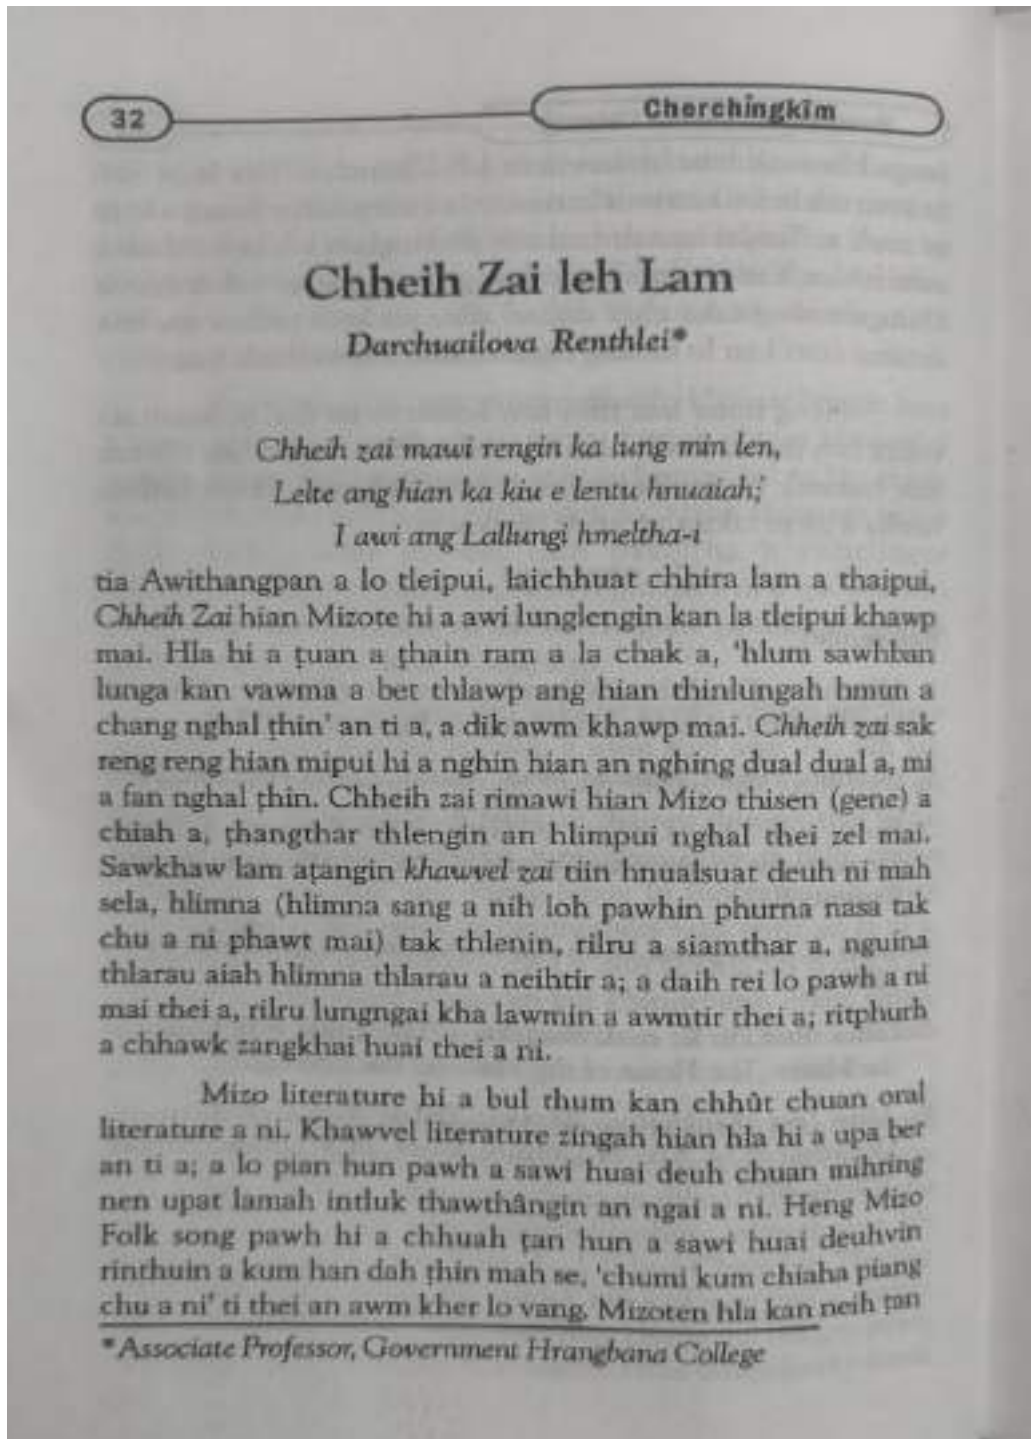 32
Cherchingkîm
Chheih Zai leh Lam
Darchuailova Renthlei*
Chheih zai mawi rengin ka lung min len,
Lelte ang hian ka kiu e lentu hnuaiah;
I awi ang Lallungi hmeltha-i
tia Awithangpan a lo tleipui, laichhuat chhira lam a thaipui,
Chheih Zai hian Mizote hi a awi lunglengin kan la tleipui khawp
mai. Hla hi a ṭuan a ṭhain ram a la chak a, 'hlum sawhban
lunga kan vawma a bet thlawp ang hian thinlungah hmun a
chang nghal ṭhin' an ti a, a dik awm khawp mai. Chheih zai sak
reng reng hian mipui hi a nghin hian an nghing dual dual a, mi
a fan nghal ṭhin. Chheih zai rimawi hian Mizo thisen (gene) a
chiah a, ṭhangthar thlengin an hlimpui nghal thei zel mai.
Sawkhaw lam aṭangin khawvel zai tiin hnualsuat deuh ni mah
sela, hlimna (hlimna sang a nih loh pawhin phurna nasa tak
chu a ni phawt mai) tak thlenin, rilru a siamthar a, nguina
thlarau aiah hlimna thlarau a neihtir a; a daih rei lo pawh a ni
mai thei a, rilru lungngai kha lawmin a awmtir thei a; ritphurh
a chhawk zangkhai huai thei a ni.
Mizo literature hi a bul thum kan chhût chuan oral
literature a ni. Khawvel literature zingah hian hla hi a upa ber
an ti a; a lo pian hun pawh a sawi huai deuh chuan mihring
nen upat lamah intluk thawthângin an ngai a ni. Heng Mizo
Folk song pawh hi a chhuah ṭan hun a sawi huai deuhvin
rinthuin a kum han dah ṭhin mah se, 'chumi kum chiaha piang
chu a ni' ti thei an awm kher lo vang. Mizoten hla kan neih ṭan
*Associate Professor, Government Hrangbana College